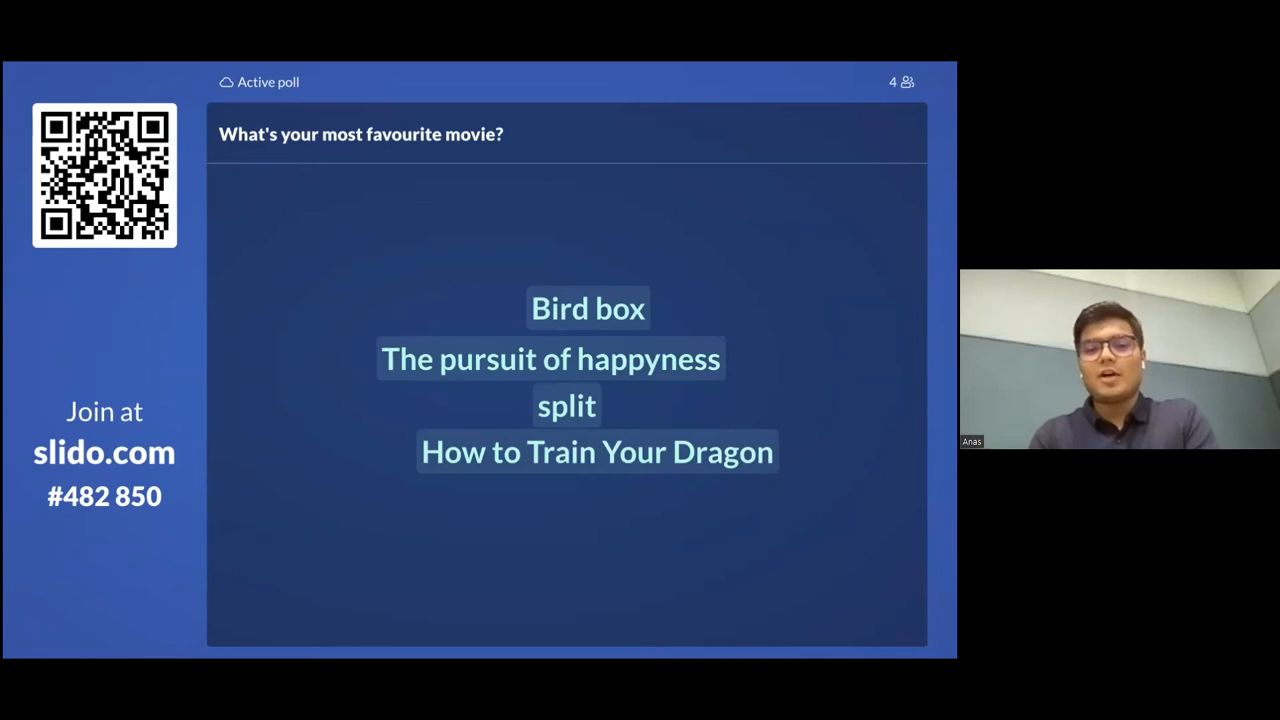 Active poll
4
What's your most favourite movie?
Bird box
The pursuit of happyness
split
How to Train Your Dragon
Join at
slido.com
#482 850
Anas